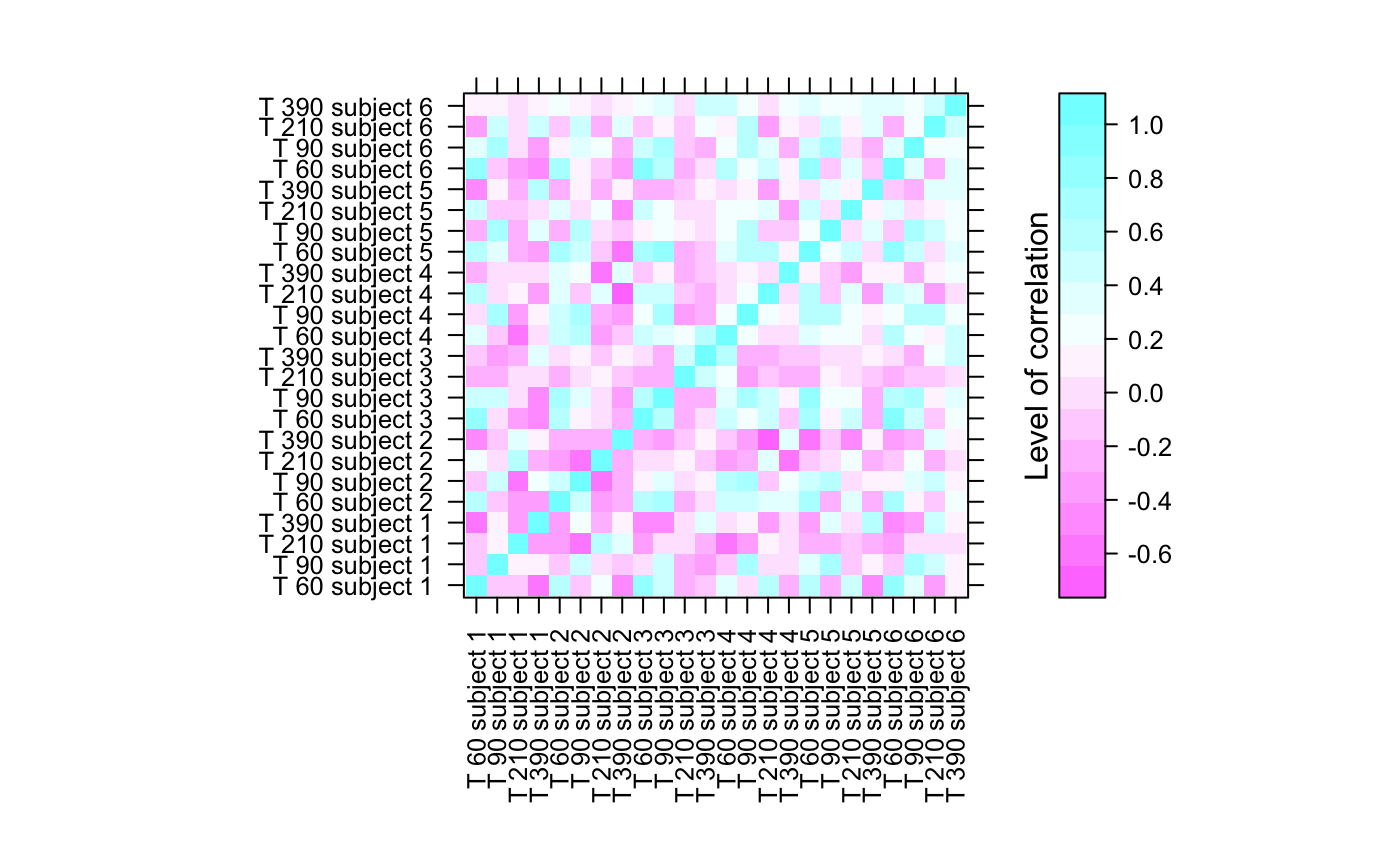 T 390 subject 6
T 210 subject 6
T 90 subject 6
T 60 subject 6
T 390 subject 5
T 210 subject 5
T 90 subject 5
T 60 subject 5
T 390 subject 4
T 210 subject 4
T 90 subject 4
T 60 subject 4
T 390 subject 3
T 210 subject 3
T 90 subject 3
T 60 subject 3
T 390 subject 2
T 210 subject 2
T 90 subject 2
T 60 subject 2
T 390 subject 1
T 210 subject 1
T 90 subject 1
T 60 subject 1
T 60 subject 1
T 90 subject 1
T 210 subject 1
T 390 subject 1
T 60 subject 2
T 90 subject 2
T 210 subject 2
T 390 subject 2
T 60 subject 3
T 90 subject 3
T 210 subject 3
T 390 subject 3
T 60 subject 4
T 90 subject 4
T 210 subject 4
T 390 subject 4
T 60 subject 5
T 90 subject 5
T 210 subject 5
T 390 subject 5
T 60 subject 6
T 90 subject 6
T 210 subject 6
T 390 subject 6
Level of correlation
1.0
0.8
0.6
0.4
0.2
0.0
-0.2
-0.4
-0.6